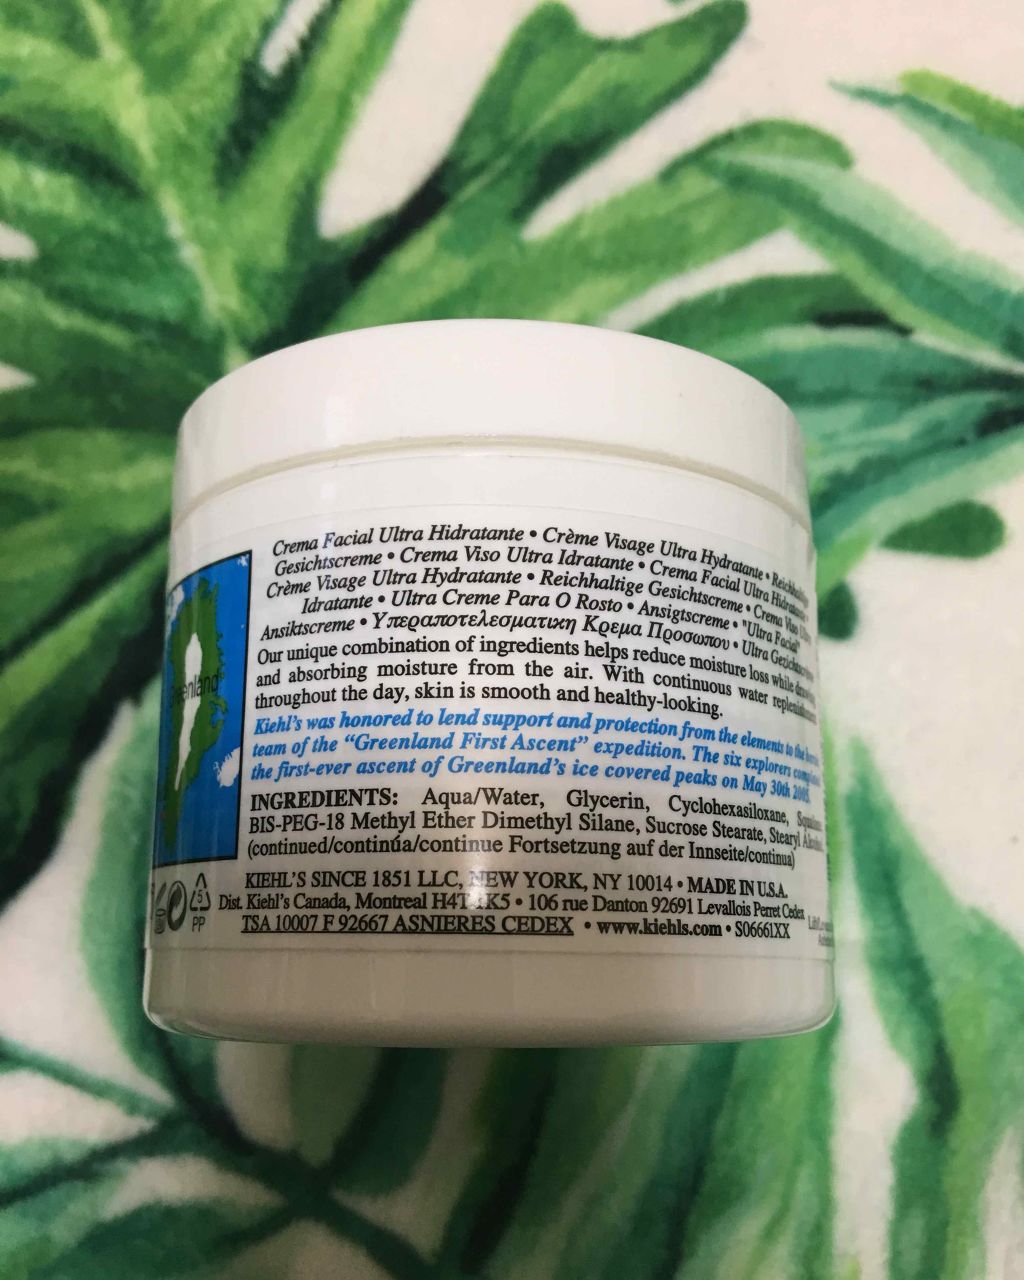 Crema Facial Ultra Hidratante • Crème Visage Ultra Hydratante •
Gesichtscreme • Crema Viso Ultra Idratante • Crema Facial Ultra
Crème Visage Ultra Hydratante • Reichhaltige Gesichtscreme • Crema Viso
Idratante • Ultra Creme Para O Rosto • Ansigtscreme • "Ultra Facial"
Ansiktscreme • Υπεραποτελεσματικη Κρεμα Προσωπου • Ultra
Our unique combination of ingredients helps reduce moisture loss while
and absorbing moisture from the air. With continuous water
throughout the day, skin is smooth and healthy-looking.
Kiehl's was honored to lend support and protection from the elements to the
team of the "Greenland First Ascent" expedition. The six explorers
the first-ever ascent of Greenland's ice covered peaks on May 30th
Greenland
INGREDIENTS: Aqua/Water, Glycerin, Cyclohexasiloxane,
BIS-PEG-18 Methyl Ether Dimethyl Silane, Sucrose Stearate, Stearyl
(continued/continúa/continue Fortsetzung auf der Innseite/continua)
KIEHL'S SINCE 1851 LLC, NEW YORK, NY 10014 • MADE IN U.S.A.
Dist. Kiehl's Canada, Montreal H4T 1K5 • 106 rue Danton 92691 Levallois Perret Cedex
TSA 10007 F 92667 ASNIERES CEDEX • www.kiehls.com • S06661XX
5
PP